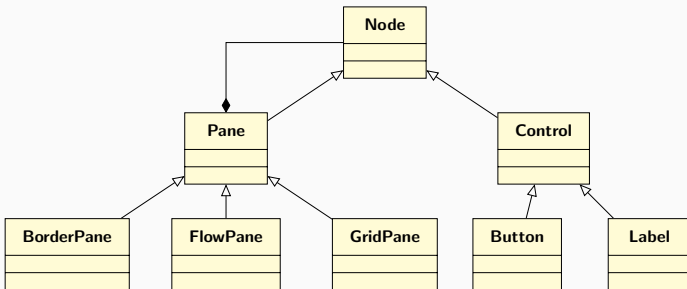 Node
Pane
Control
BorderPane
FlowPane
GridPane
Button
Label